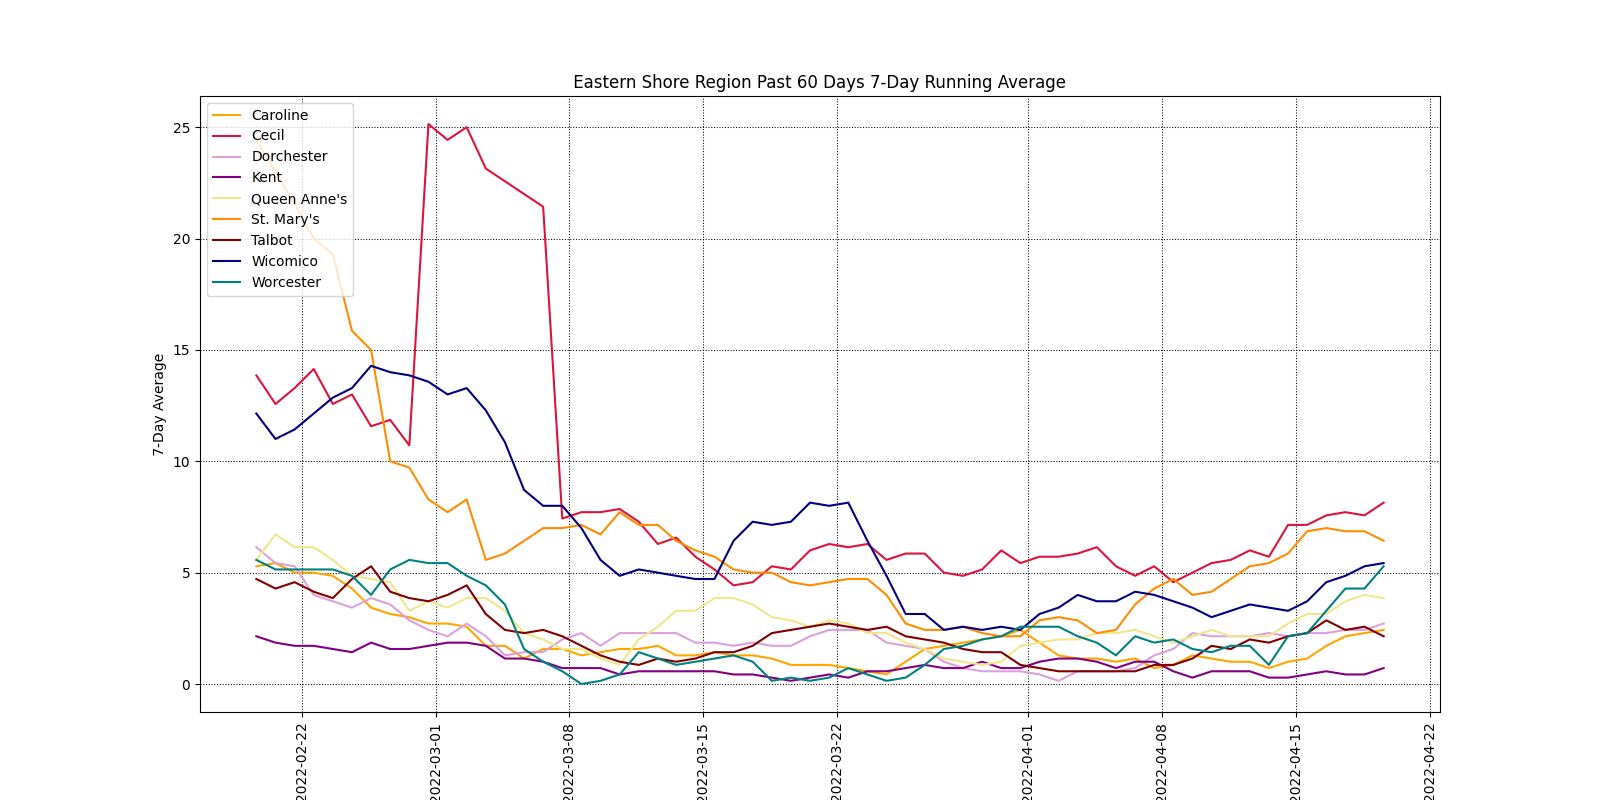 Eastern Shore Region Past 60 Days 7-Day Running Average
Caroline
Cecil
Dorchester
Kent
Queen Anne's
St. Mary's
Talbot
Wicomico
Worcester
25
20
15
10
5
0
7-Day Average
2022-02-22
2022-03-01
2022-03-08
2022-03-15
2022-03-22
2022-04-01
2022-04-08
2022-04-15
2022-04-22